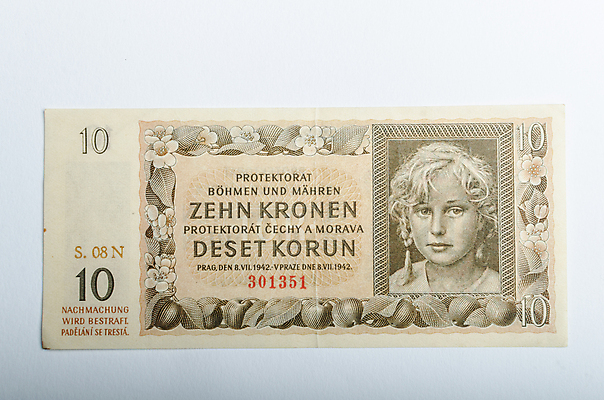 10
S. 08 N
10
NACHMACHUNG
WIRD BESTRAFT.
PADĚLÁNÍ SE TRESTÁ.
PROTEKTORAT
BÖHMEN UND MÄHREN
ZEHN KRONEN
PROTEKTORÁT ČECHY A MORAVA
DESET KORUN
PRAG, DEN 8. VII. 1942. • V PRAZE DNE 8. VII. 1942.
301351
10
10